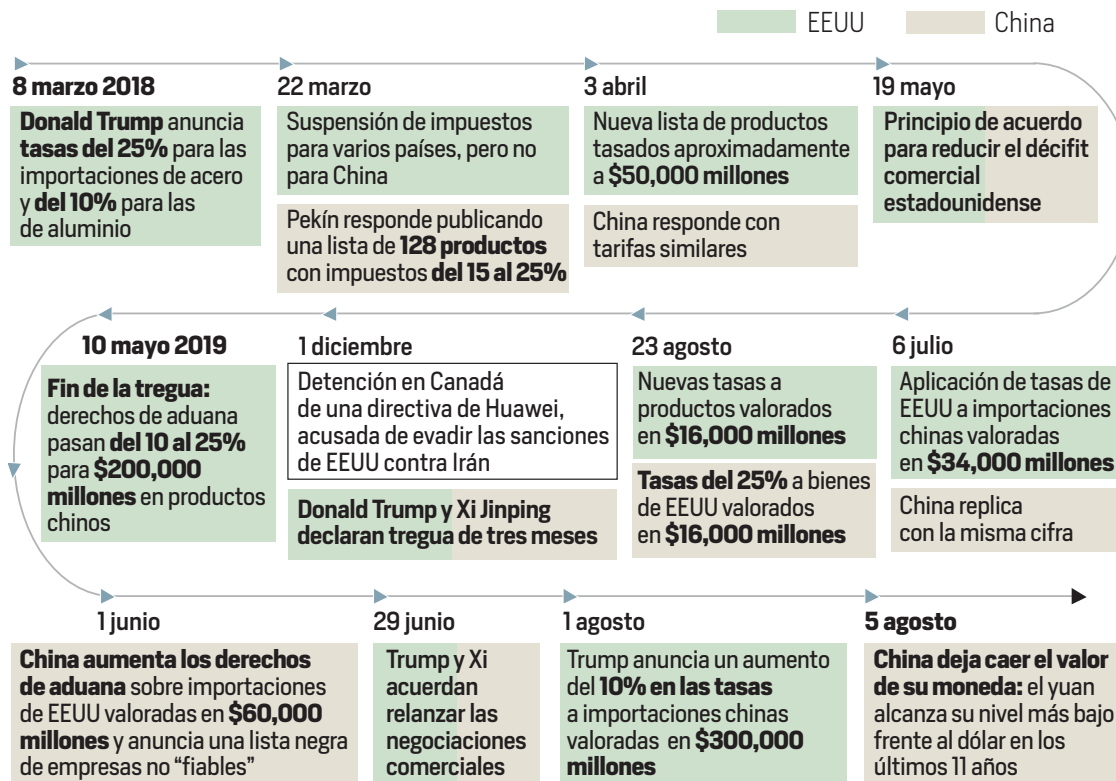 EEUU
China
8 marzo 2018
Donald Trump anuncia
tasas del 25% para las
importaciones de acero
y del 10% para las
de aluminio
22 marzo
Suspensión de impuestos
para varios países, pero no
para China
Pekín responde publicando
una lista de 128 productos
con impuestos del 15 al 25%
3 abril
Nueva lista de productos
tasados aproximadamente
a $50,000 millones
China responde con
tarifas similares
19 mayo
Principio de acuerdo
para reducir el décifit
comercial
estadounidense
6 julio
Aplicación de tasas de
EEUU a importaciones
chinas valoradas
en $34,000 millones
China replica
con la misma cifra
23 agosto
Nuevas tasas a
productos valorados
en $16,000 millones
Tasas del 25% a bienes
de EEUU valorados
en $16,000 millones
1 diciembre
Detención en Canadá
de una directiva de Huawei,
acusada de evadir las sanciones
de EEUU contra Irán
Donald Trump y Xi Jinping
declaran tregua de tres meses
10 mayo 2019
Fin de la tregua:
derechos de aduana
pasan del 10 al 25%
para $200,000
millones en productos
chinos
1 junio
China aumenta los derechos
de aduana sobre importaciones
de EEUU valoradas en $60,000
millones y anuncia una lista negra
de empresas no “fiables”
29 junio
Trump y Xi
acuerdan
relanzar las
negociaciones
comerciales
1 agosto
Trump anuncia un aumento
del 10% en las tasas
a importaciones chinas
valoradas en $300,000
millones
5 agosto
China deja caer el valor
de su moneda: el yuan
alcanza su nivel más bajo
frente al dólar en los
últimos 11 años